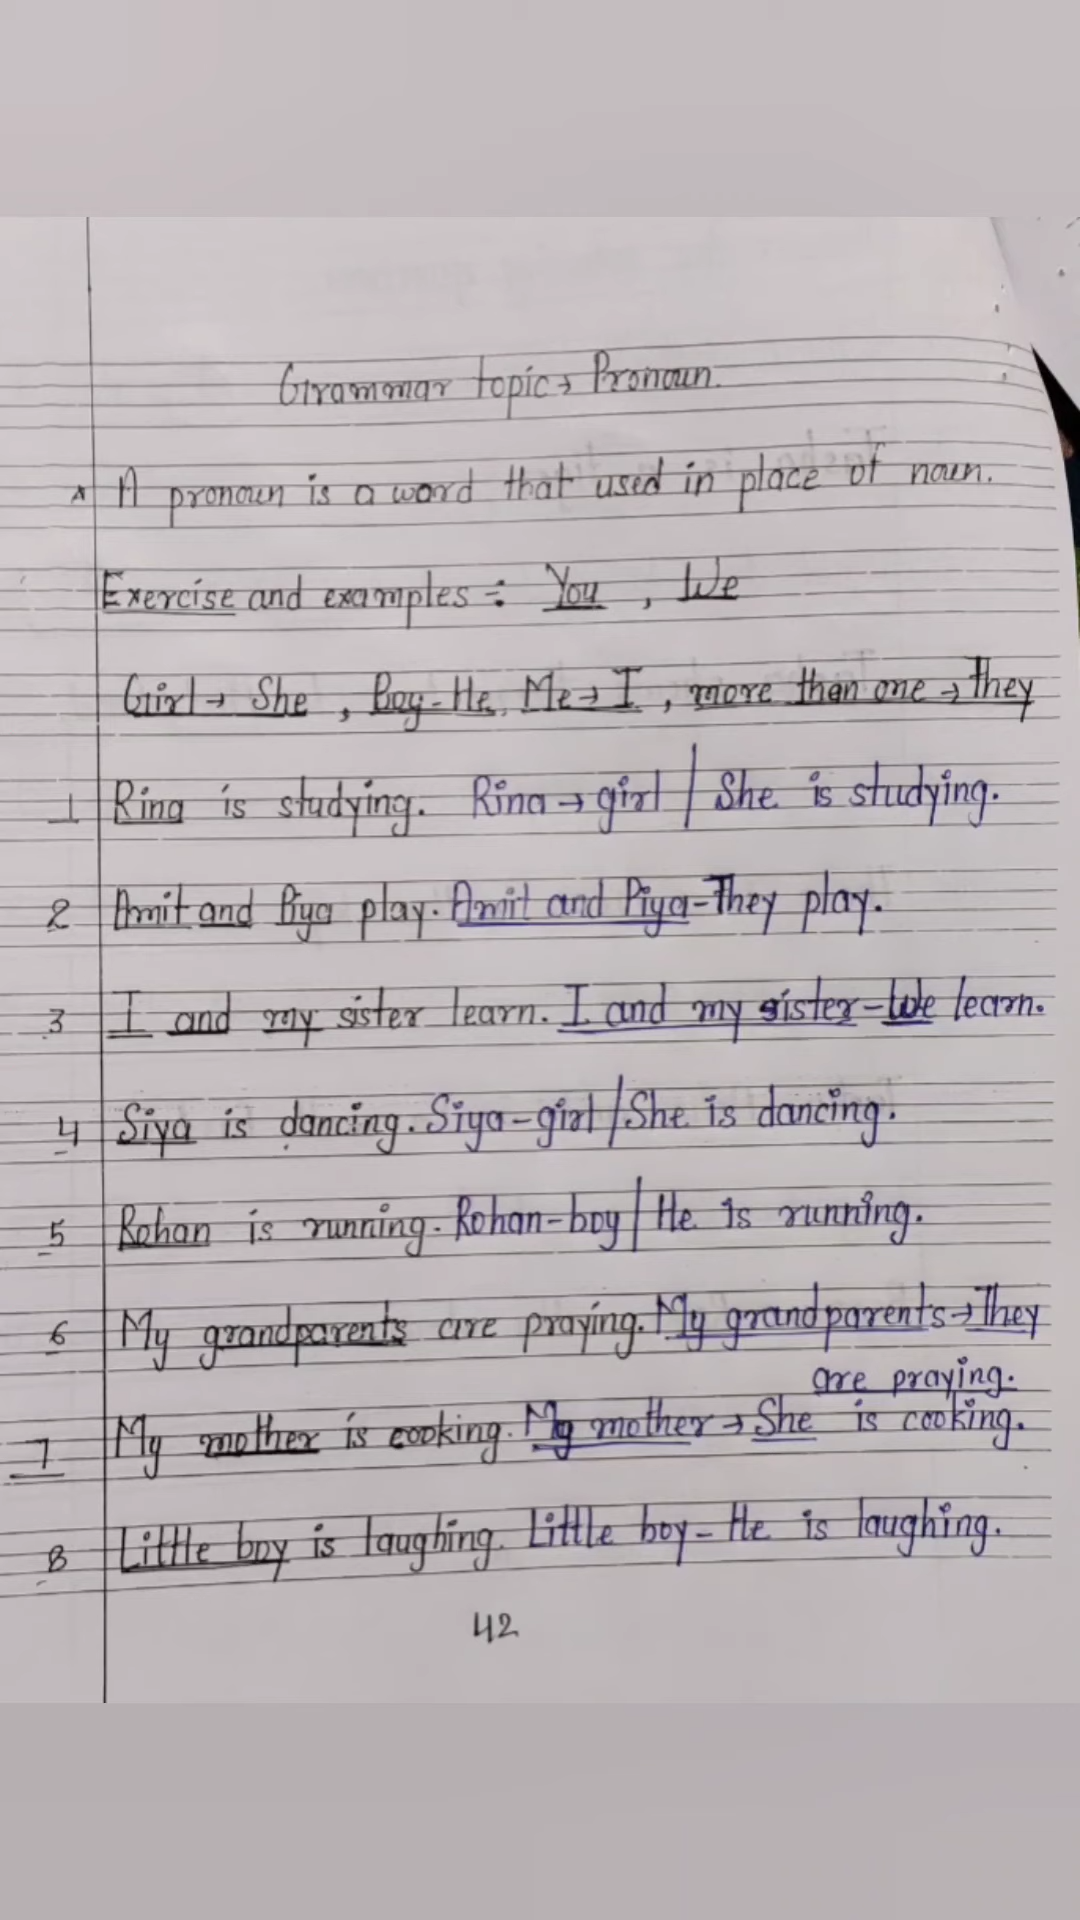 Grammar topic → Pronoun.
* A pronoun is a word that used in place of noun.
Exercise and examples ÷ You , We
Girl → She , Boy - He, Me → I , more than one → They
1 Rina is studying. Rina → girl / She is studying.
2 Amit and Piya play. Amit and Piya - They play.
3 I and my sister learn. I and my sister - We learn.
4 Siya is dancing. Siya - girl / She is dancing.
5 Rohan is running. Rohan - boy / He is running.
6 My grandparents are praying. My grandparents → They
are praying.
7 My mother is cooking. My mother → She is cooking.
8 Little boy is laughing. Little boy - He is laughing.
42